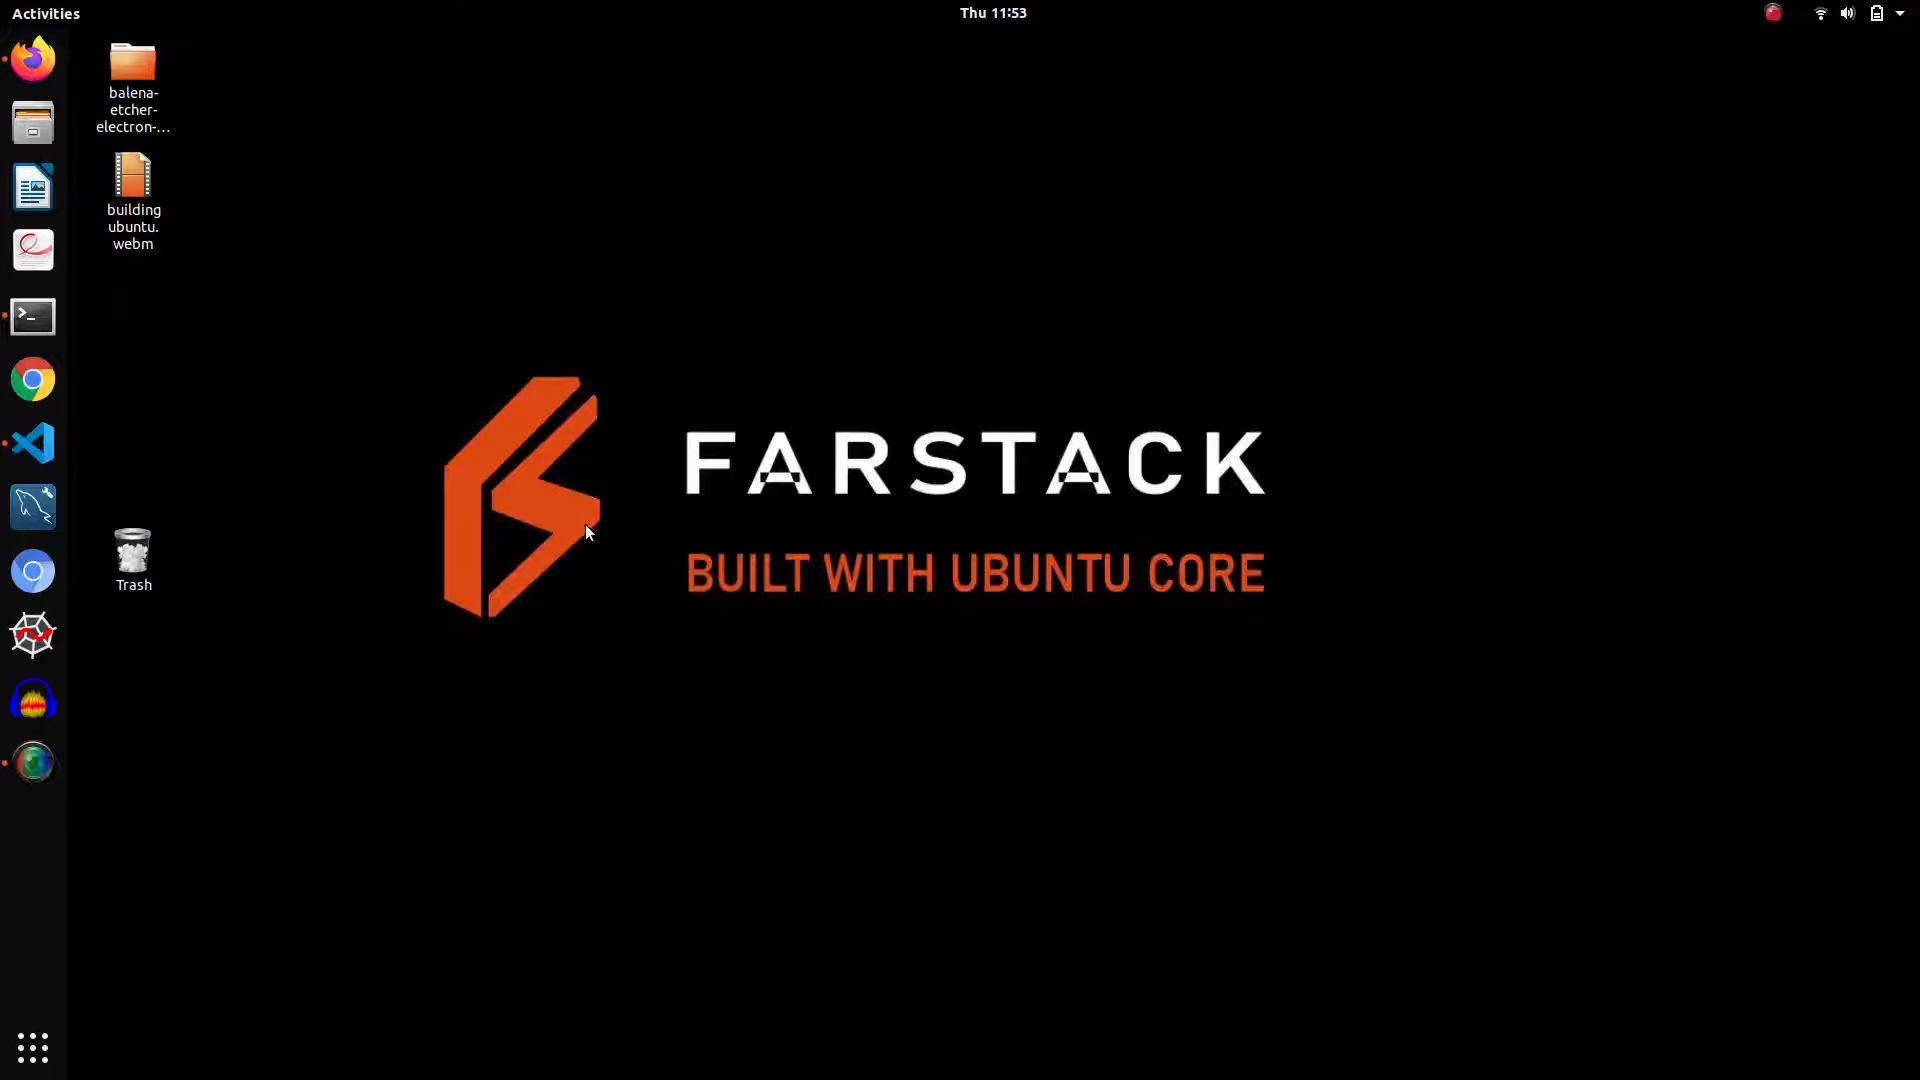 Activities
Thu 11:53
balena-
etcher-
electron-...
building
ubuntu.
webm
Trash
FARSTACK
BUILT WITH UBUNTU CORE